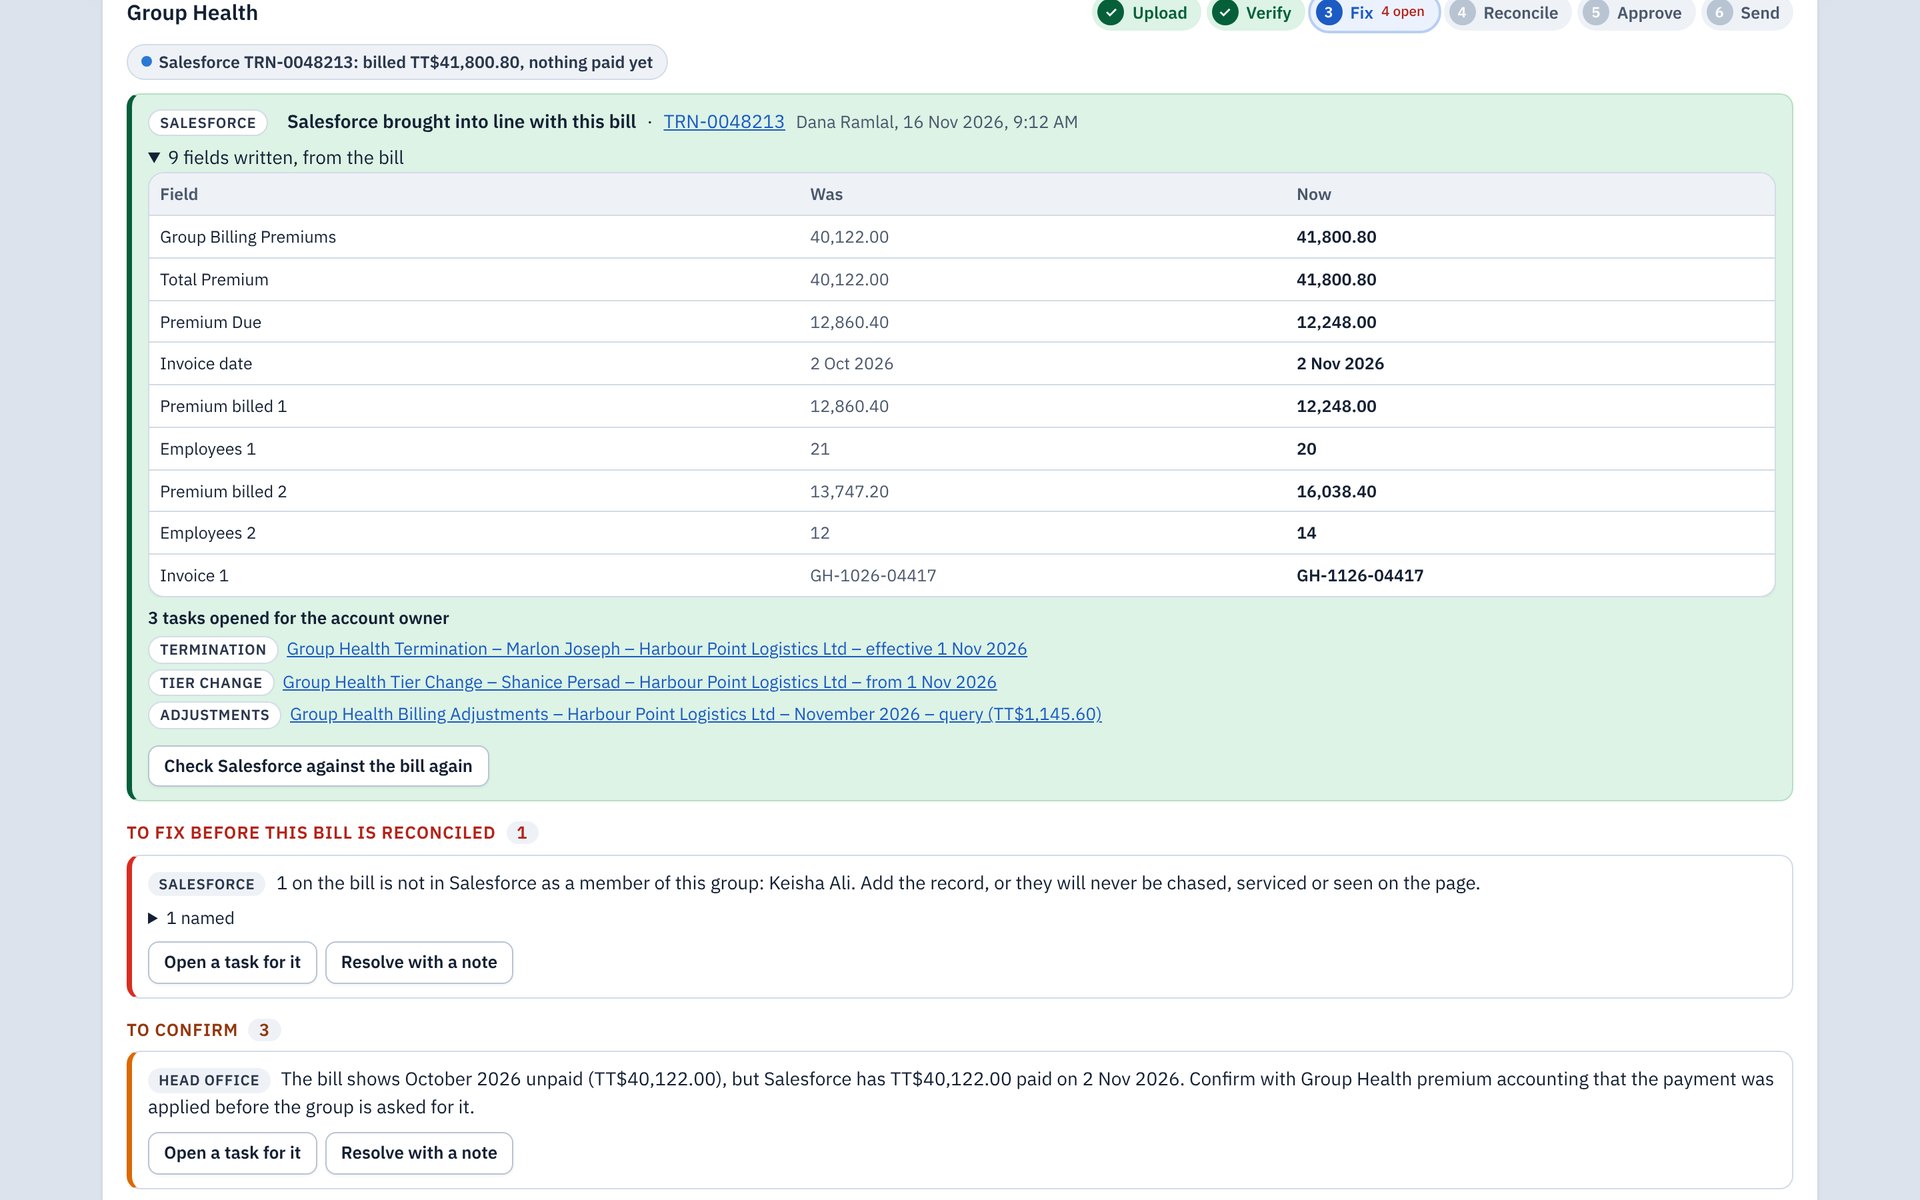 Group Health
Upload
Verify
3 Fix 4 open
4 Reconcile
5 Approve
6 Send
Salesforce TRN-0048213: billed TT$41,800.80, nothing paid yet
SALESFORCE Salesforce brought into line with this bill · TRN-0048213 Dana Ramlal, 16 Nov 2026, 9:12 AM
▼ 9 fields written, from the bill
Field Was Now
Group Billing Premiums 40,122.00 41,800.80
Total Premium 40,122.00 41,800.80
Premium Due 12,860.40 12,248.00
Invoice date 2 Oct 2026 2 Nov 2026
Premium billed 1 12,860.40 12,248.00
Employees 1 21 20
Premium billed 2 13,747.20 16,038.40
Employees 2 12 14
Invoice 1 GH-1026-04417 GH-1126-04417
3 tasks opened for the account owner
TERMINATION Group Health Termination – Marlon Joseph – Harbour Point Logistics Ltd – effective 1 Nov 2026
TIER CHANGE Group Health Tier Change – Shanice Persad – Harbour Point Logistics Ltd – from 1 Nov 2026
ADJUSTMENTS Group Health Billing Adjustments – Harbour Point Logistics Ltd – November 2026 – query (TT$1,145.60)
Check Salesforce against the bill again
TO FIX BEFORE THIS BILL IS RECONCILED 1
SALESFORCE 1 on the bill is not in Salesforce as a member of this group: Keisha Ali. Add the record, or they will never be chased, serviced or seen on the page.
▶ 1 named
Open a task for it
Resolve with a note
TO CONFIRM 3
HEAD OFFICE The bill shows October 2026 unpaid (TT$40,122.00), but Salesforce has TT$40,122.00 paid on 2 Nov 2026. Confirm with Group Health premium accounting that the payment was
applied before the group is asked for it.
Open a task for it
Resolve with a note